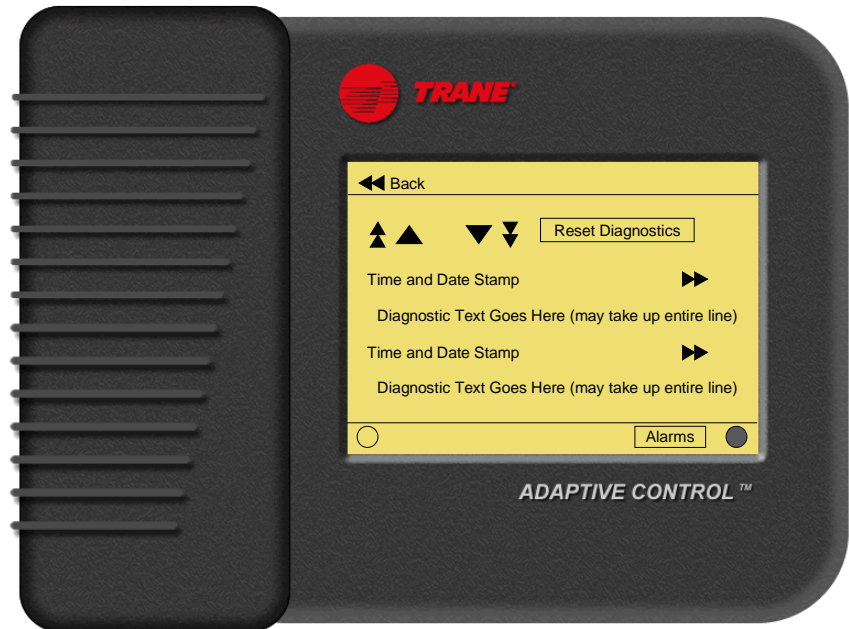 TRANE
Back
Reset Diagnostics
Time and Date Stamp
Diagnostic Text Goes Here (may take up entire line)
Time and Date Stamp
Diagnostic Text Goes Here (may take up entire line)
Alarms
ADAPTIVE CONTROL™